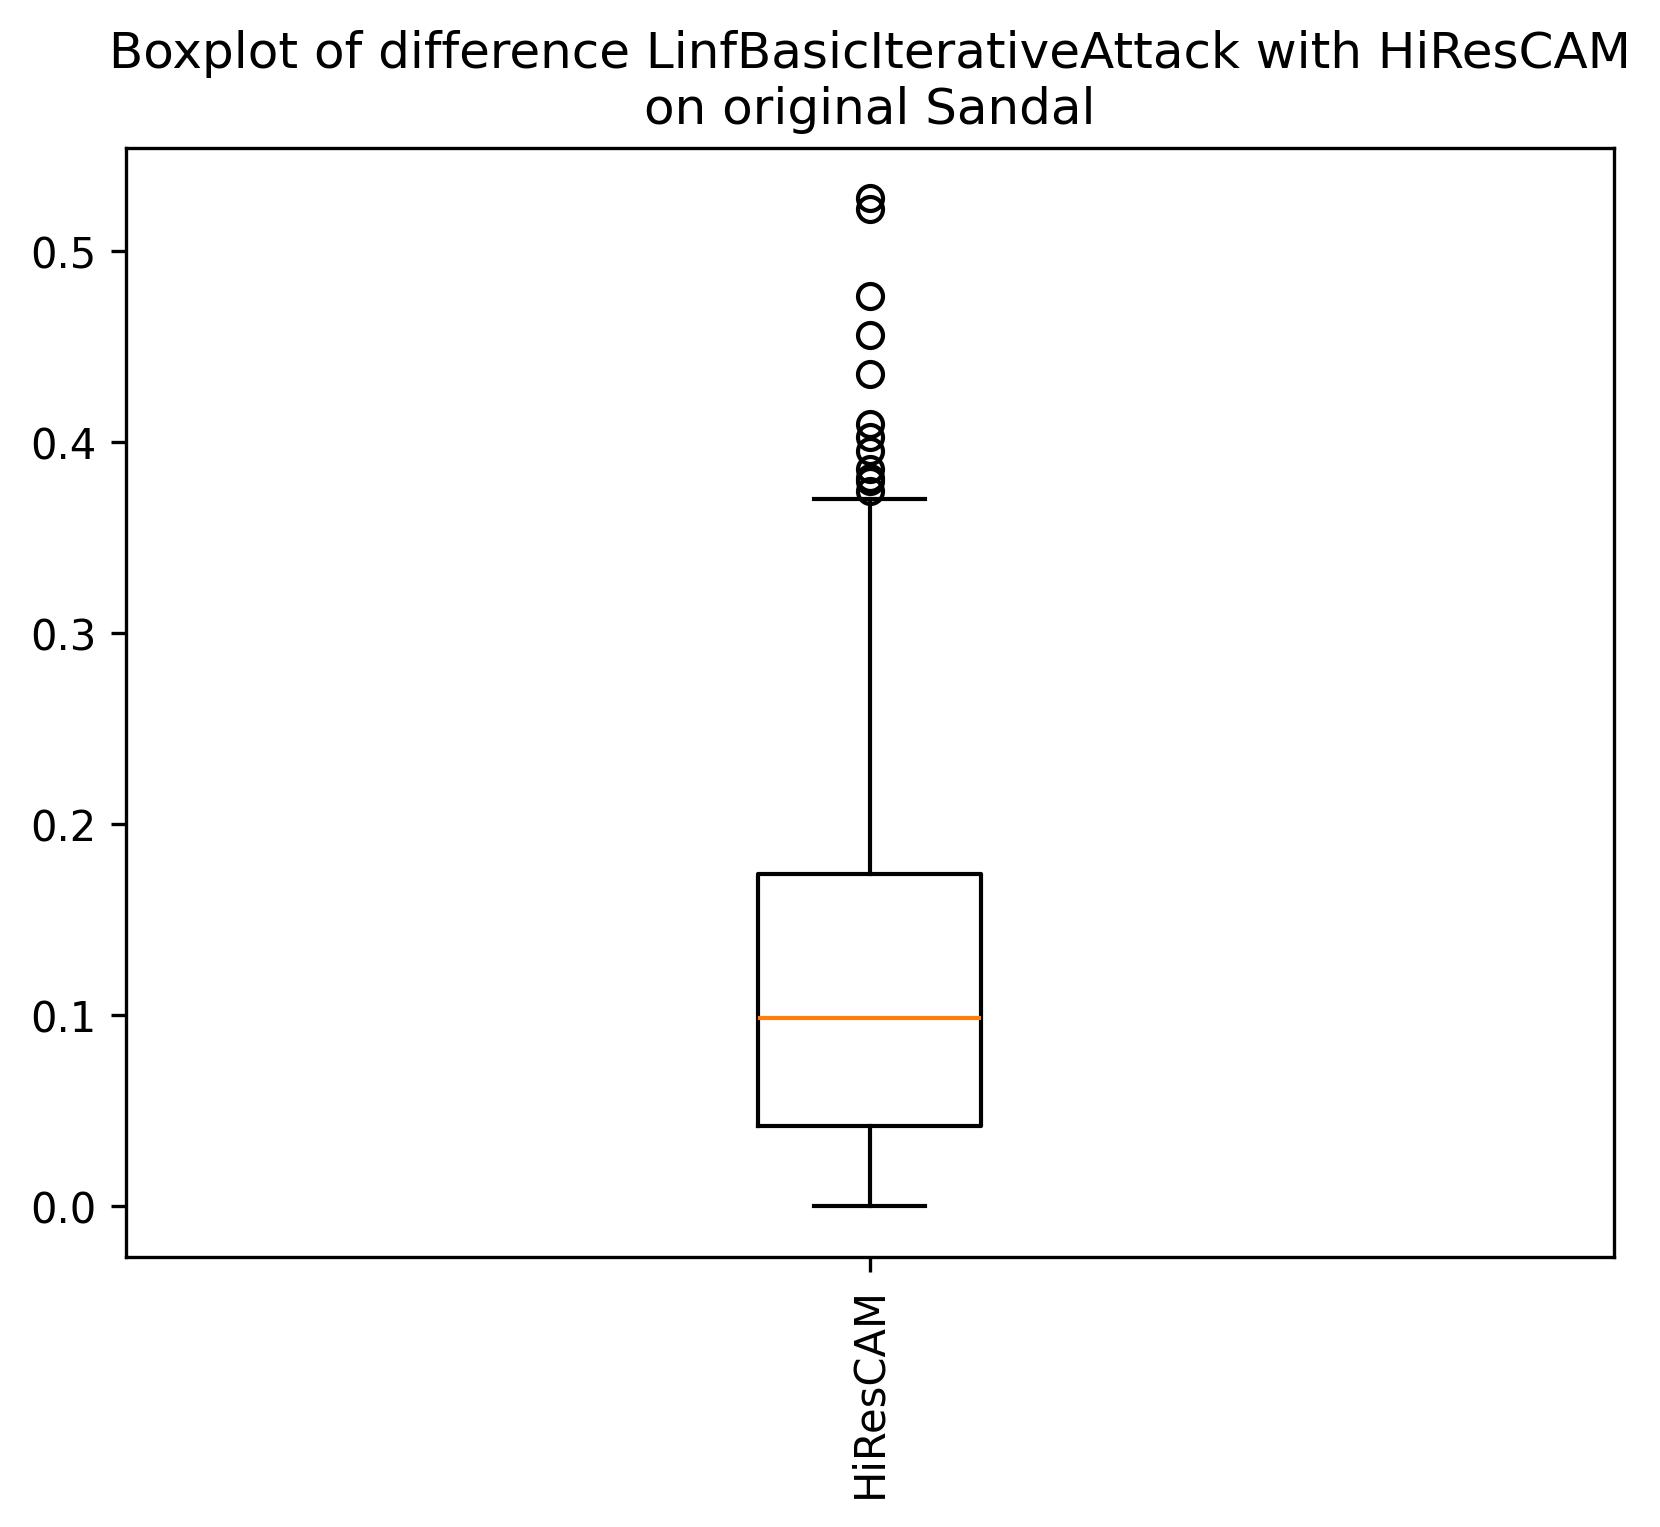 Boxplot of difference LinfBasicIterativeAttack with HiResCAM
on original Sandal
0.5
0.4
0.3
0.2
0.1
0.0
HiResCAM